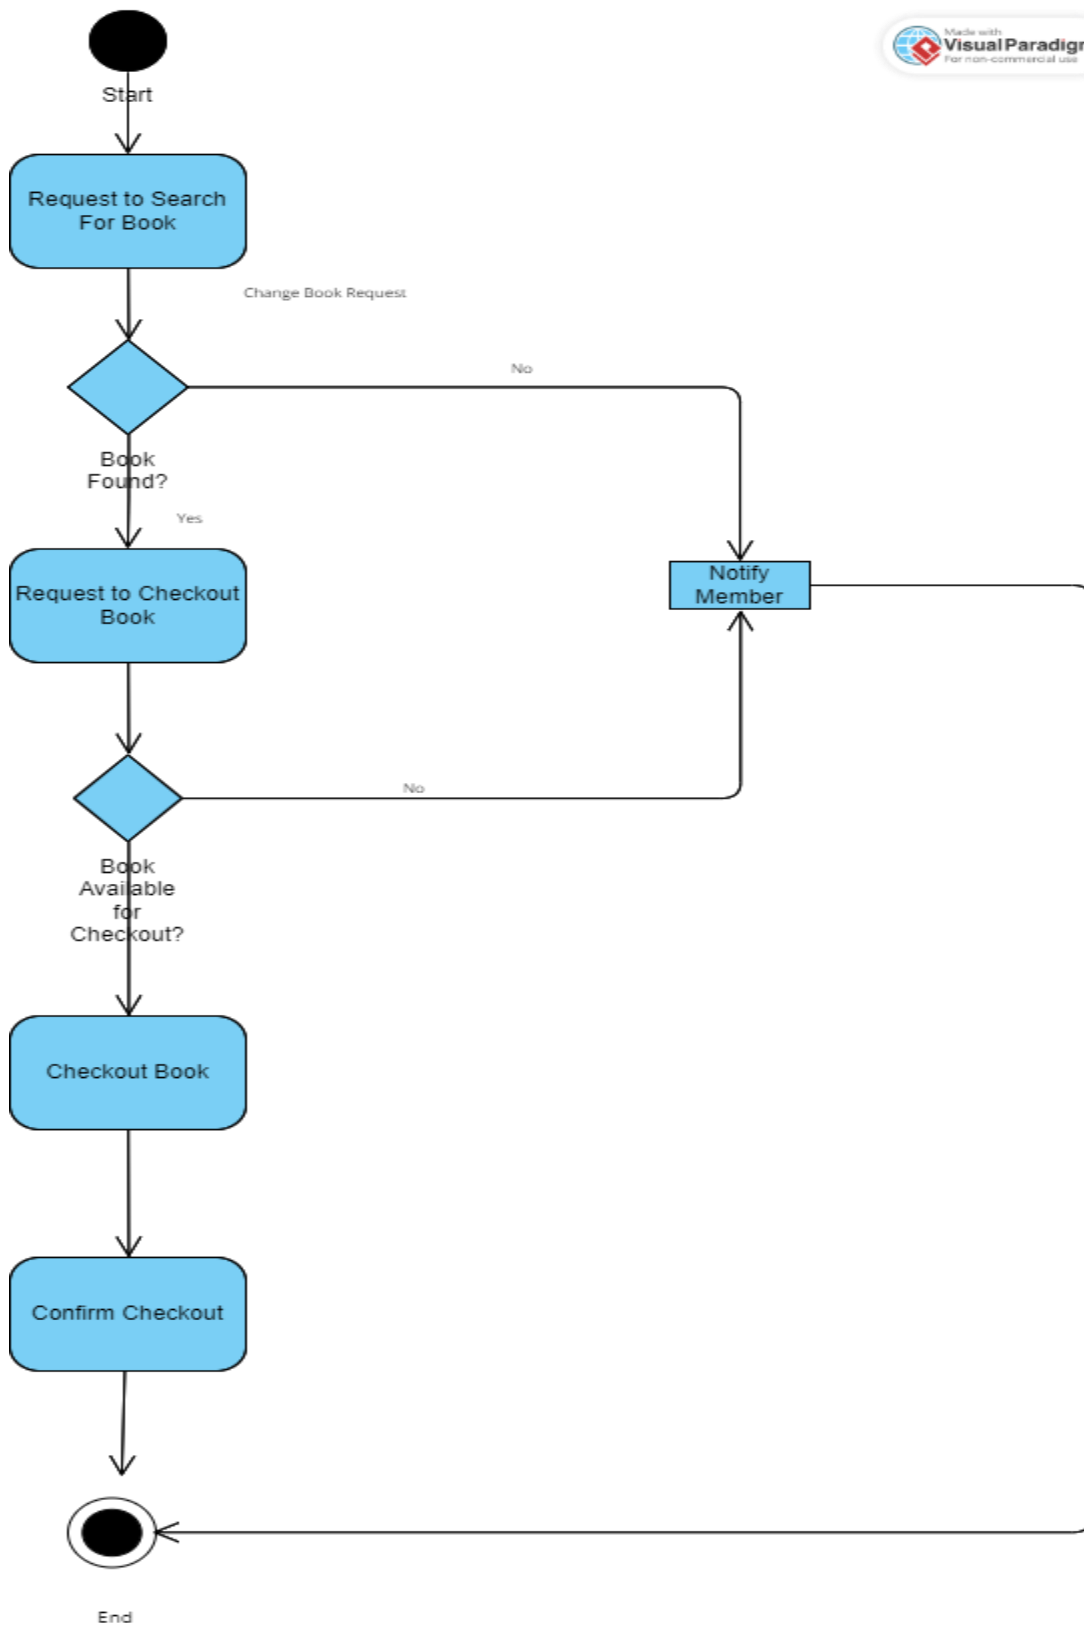 Made with
Visual Paradigm
For non-commercial use
Start
Request to Search
For Book
Change Book Request
No
Book
Found?
Yes
Request to Checkout
Book
Notify
Member
No
Book
Available
for
Checkout?
Checkout Book
Confirm Checkout
End